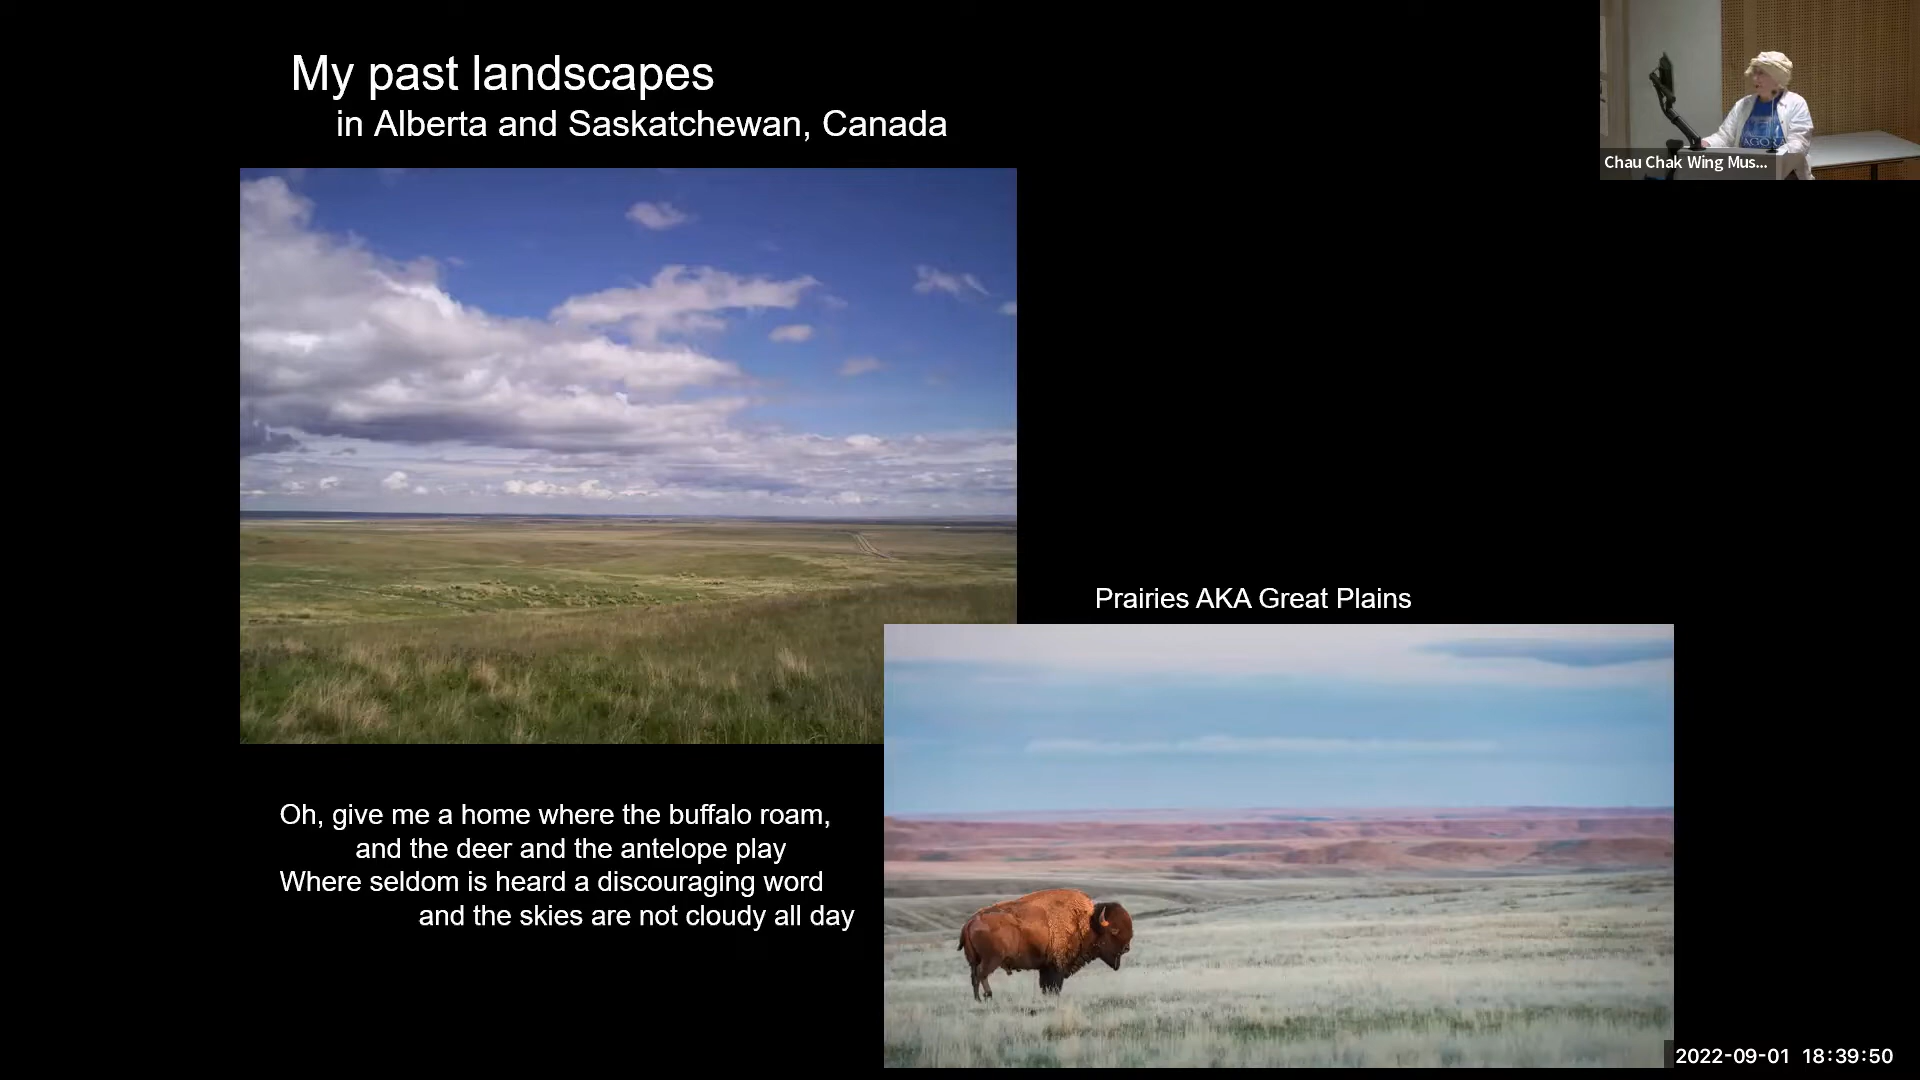 My past landscapes
in Alberta and Saskatchewan, Canada
AGORA
Chau Chak Wing Mus...
Prairies AKA Great Plains
Oh, give me a home where the buffalo roam,
and the deer and the antelope play
Where seldom is heard a discouraging word
and the skies are not cloudy all day
2022-09-01 18:39:50